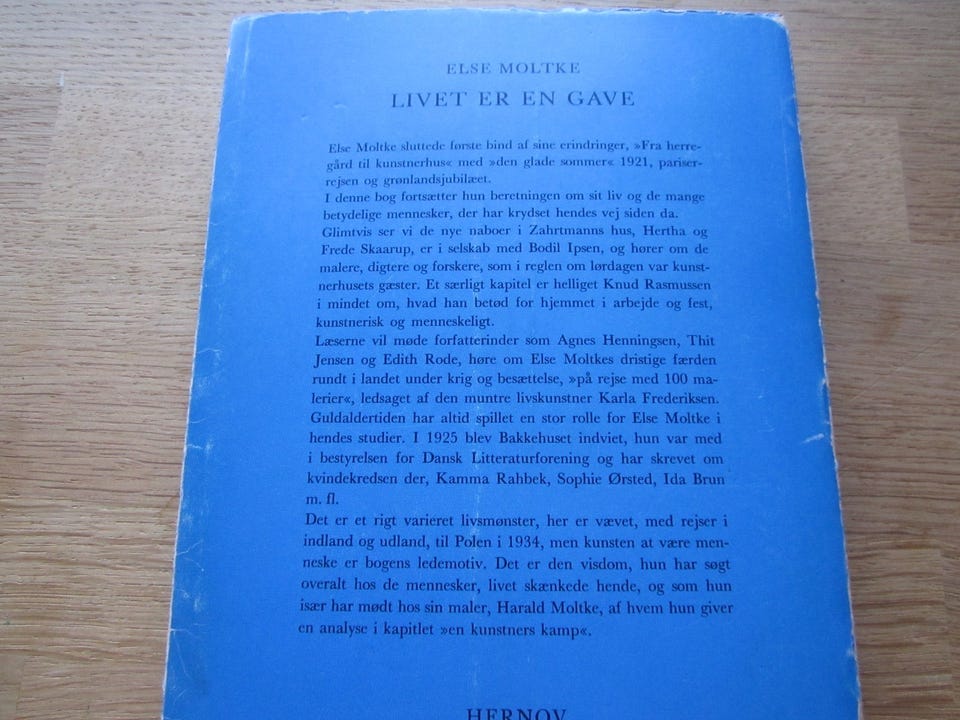 ELSE MOLTKE
LIVET ER EN GAVE
Else Moltke sluttede første bind af sine erindringer, »Fra herre-
gård til kunstnerhus« med »den glade sommer« 1921, pariser-
rejsen og grønlandsjubilæet.
I denne bog fortsætter hun beretningen om sit liv og de mange
betydelige mennesker, der har krydset hendes vej siden da.
Glimtvis ser vi de nye naboer i Zahrtmanns hus, Hertha og
Frede Skaarup, er i selskab med Bodil Ipsen, og hører om de
malere, digtere og forskere, som i reglen om lørdagen var kunst-
nerhusets gæster. Et særligt kapitel er helliget Knud Rasmussen
i mindet om, hvad han betød for hjemmet i arbejde og fest,
kunstnerisk og menneskeligt.
Læserne vil møde forfatterinder som Agnes Henningsen, Thit
Jensen og Edith Rode, høre om Else Moltkes dristige færden
rundt i landet under krig og besættelse, »på rejse med 100 ma-
lerier«, ledsaget af den muntre livskunstner Karla Frederiksen.
Guldaldertiden har altid spillet en stor rolle for Else Moltke i
hendes studier. I 1925 blev Bakkehuset indviet, hun var med
i bestyrelsen for Dansk Litteraturforening og har skrevet om
kvindekredsen der, Kamma Rahbek, Sophie Ørsted, Ida Brun
m. fl.
Det er et rigt varieret livsmønster, her er vævet, med rejser i
indland og udland, til Polen i 1934, men kunsten at være men-
neske er bogens ledemotiv. Det er den visdom, hun har søgt
overalt hos de mennesker, livet skænkede hende, og som hun
især har mødt hos sin maler, Harald Moltke, af hvem hun giver
en analyse i kapitlet »en kunstners kamp«.
HERNOV